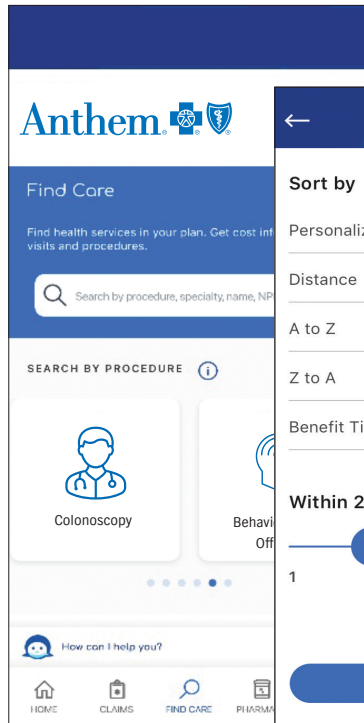 Anthem
Find Care
Find health services in your plan. Get cost inf
visits and procedures.
Search by procedure, specialty, name, NP
SEARCH BY PROCEDURE
Colonoscopy
Behavi
Off
How can I help you?
HOME
CLAIMS
FIND CARE
PHARMA
Sort by
Personaliz
Distance
A to Z
Z to A
Benefit Ti
Within 2
1